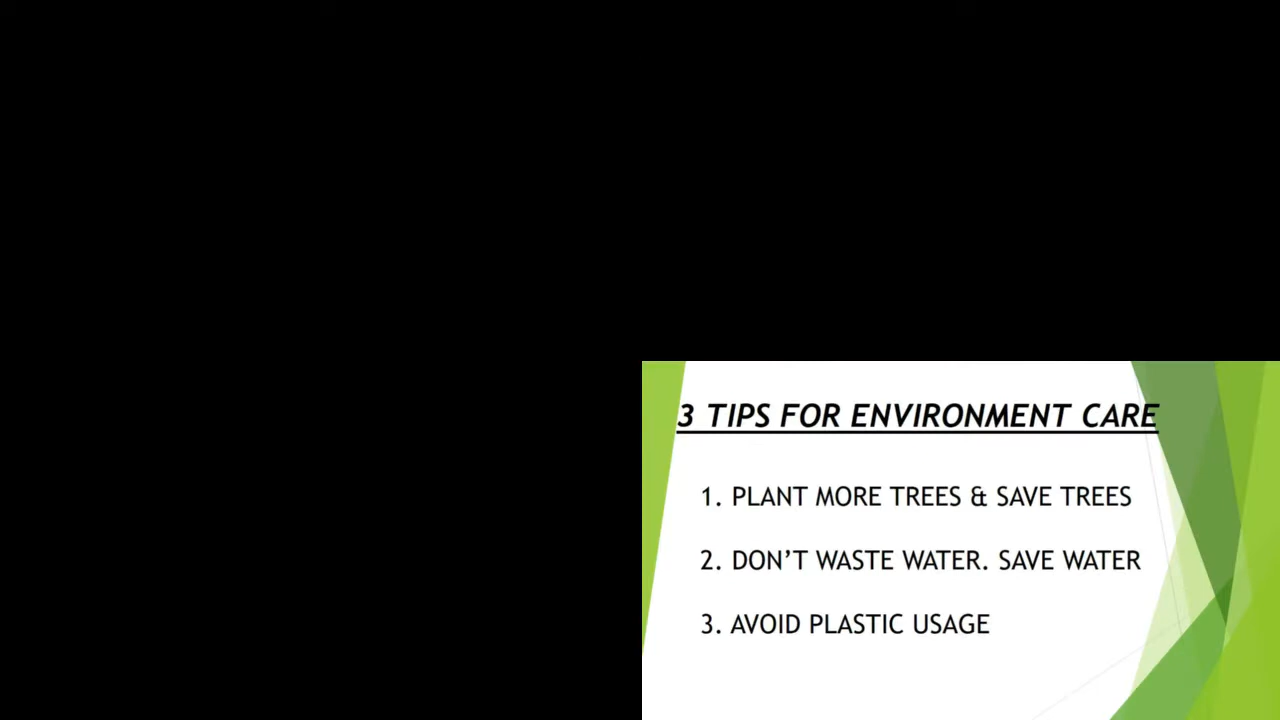 3 TIPS FOR ENVIRONMENT CARE
1. PLANT MORE TREES & SAVE TREES
2. DON’T WASTE WATER. SAVE WATER
3. AVOID PLASTIC USAGE